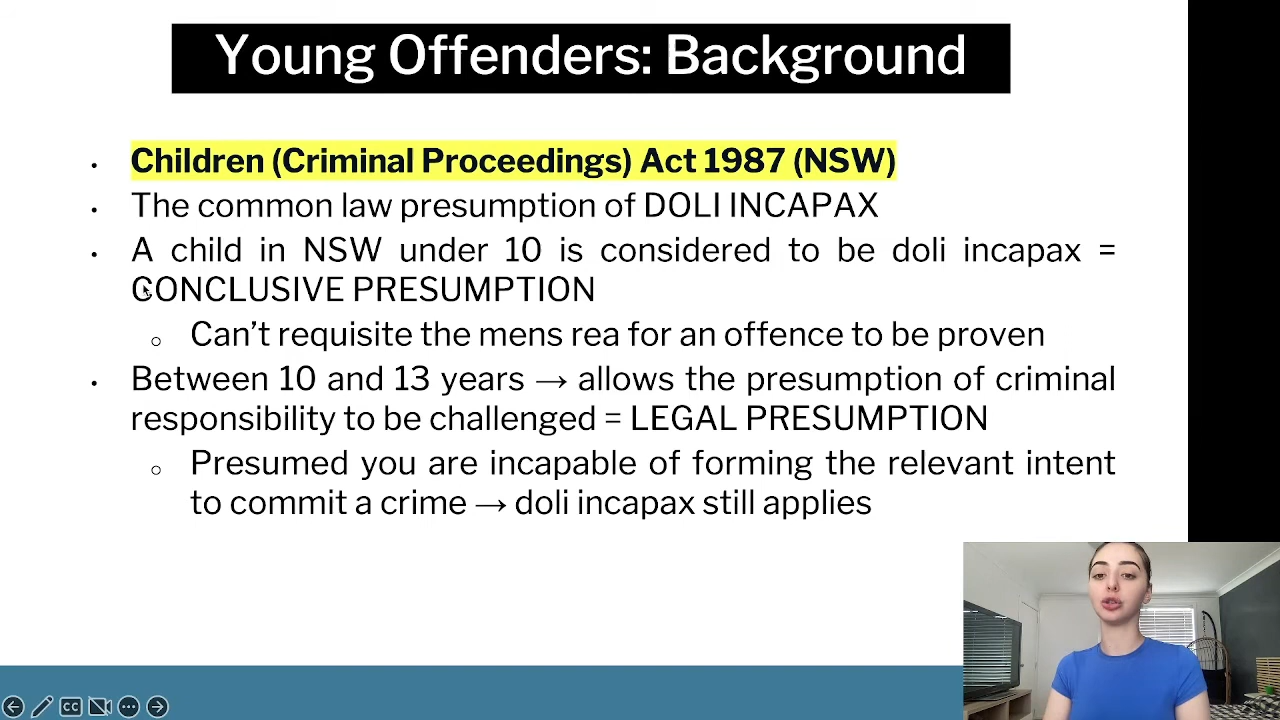 Young Offenders: Background
Children (Criminal Proceedings) Act 1987 (NSW)
The common law presumption of DOLI INCAPAX
A child in NSW under 10 is considered to be doli incapax =
CONCLUSIVE PRESUMPTION
Can't requisite the mens rea for an offence to be proven
Between 10 and 13 years → allows the presumption of criminal
responsibility to be challenged = LEGAL PRESUMPTION
Presumed you are incapable of forming the relevant intent
to commit a crime → doli incapax still applies
CC